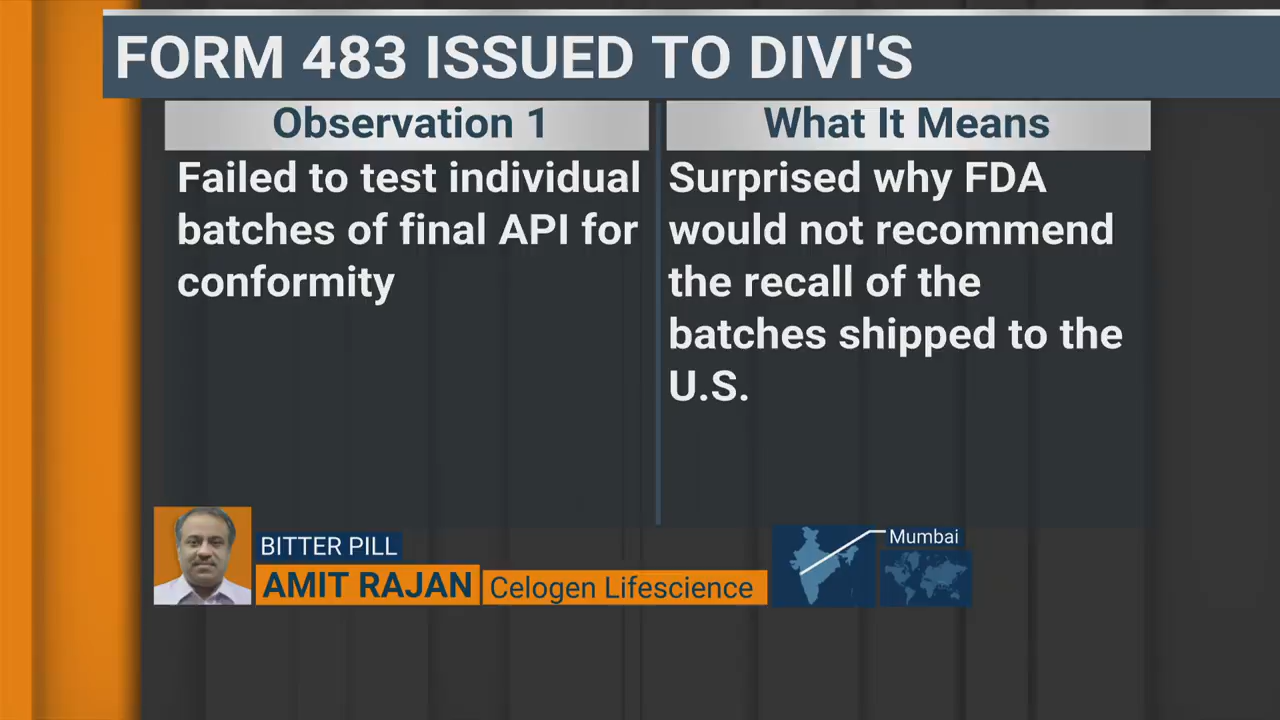 FORM 483 ISSUED TO DIVI'S
Observation 1
Failed to test individual
batches of final API for
conformity
What It Means
Surprised why FDA
would not recommend
the recall of the
batches shipped to the
U.S.
BITTER PILL
AMIT RAJAN Celogen Lifescience
Mumbai